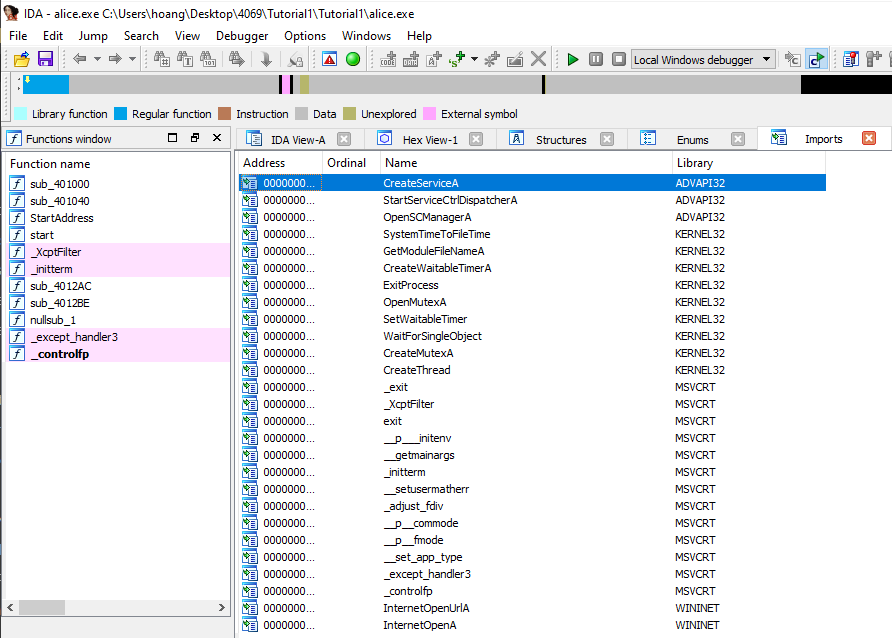 IDA - alice.exe C:\Users\hoang\Desktop\4069\Tutorial1\Tutorial1\alice.exe
File Edit Jump Search View Debugger Options Windows Help
Local Windows debugger
Library function Regular function Instruction Data Unexplored External symbol
Functions window
IDA View-A Hex View-1 Structures Enums Imports
Function name
sub_401000
sub_401040
StartAddress
start
_XcptFilter
_initterm
sub_4012AC
sub_4012BE
nullsub_1
_except_handler3
_controlfp
Address Ordinal Name Library
0000000... CreateServiceA ADVAPI32
0000000... StartServiceCtrlDispatcherA ADVAPI32
0000000... OpenSCManagerA ADVAPI32
0000000... SystemTimeToFileTime KERNEL32
0000000... GetModuleFileNameA KERNEL32
0000000... CreateWaitableTimerA KERNEL32
0000000... ExitProcess KERNEL32
0000000... OpenMutexA KERNEL32
0000000... SetWaitableTimer KERNEL32
0000000... WaitForSingleObject KERNEL32
0000000... CreateMutexA KERNEL32
0000000... CreateThread KERNEL32
0000000... _exit MSVCRT
0000000... _XcptFilter MSVCRT
0000000... exit MSVCRT
0000000... __p___initenv MSVCRT
0000000... __getmainargs MSVCRT
0000000... _initterm MSVCRT
0000000... __setusermatherr MSVCRT
0000000... _adjust_fdiv MSVCRT
0000000... __p__commode MSVCRT
0000000... __p__fmode MSVCRT
0000000... __set_app_type MSVCRT
0000000... _except_handler3 MSVCRT
0000000... _controlfp MSVCRT
0000000... InternetOpenUrlA WININET
0000000... InternetOpenA WININET